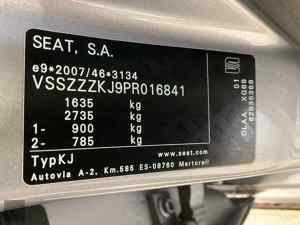 SEAT, S.A.
e9*2007/46*3134
VSSZZZKJ9PR016841
1635 kg
2735 kg
1- 900 kg
2- 785 kg
www.seat.com
TypKJ
Autovía A-2, Km.585 ES-08760 Martorell
01